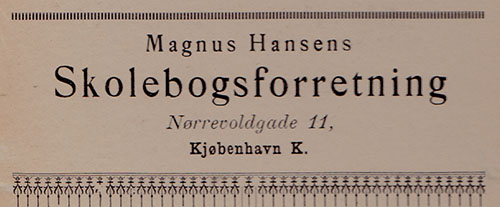 Magnus Hansens
Skolebogsforretning
Nørrevoldgade 11,
Kjøbenhavn K.